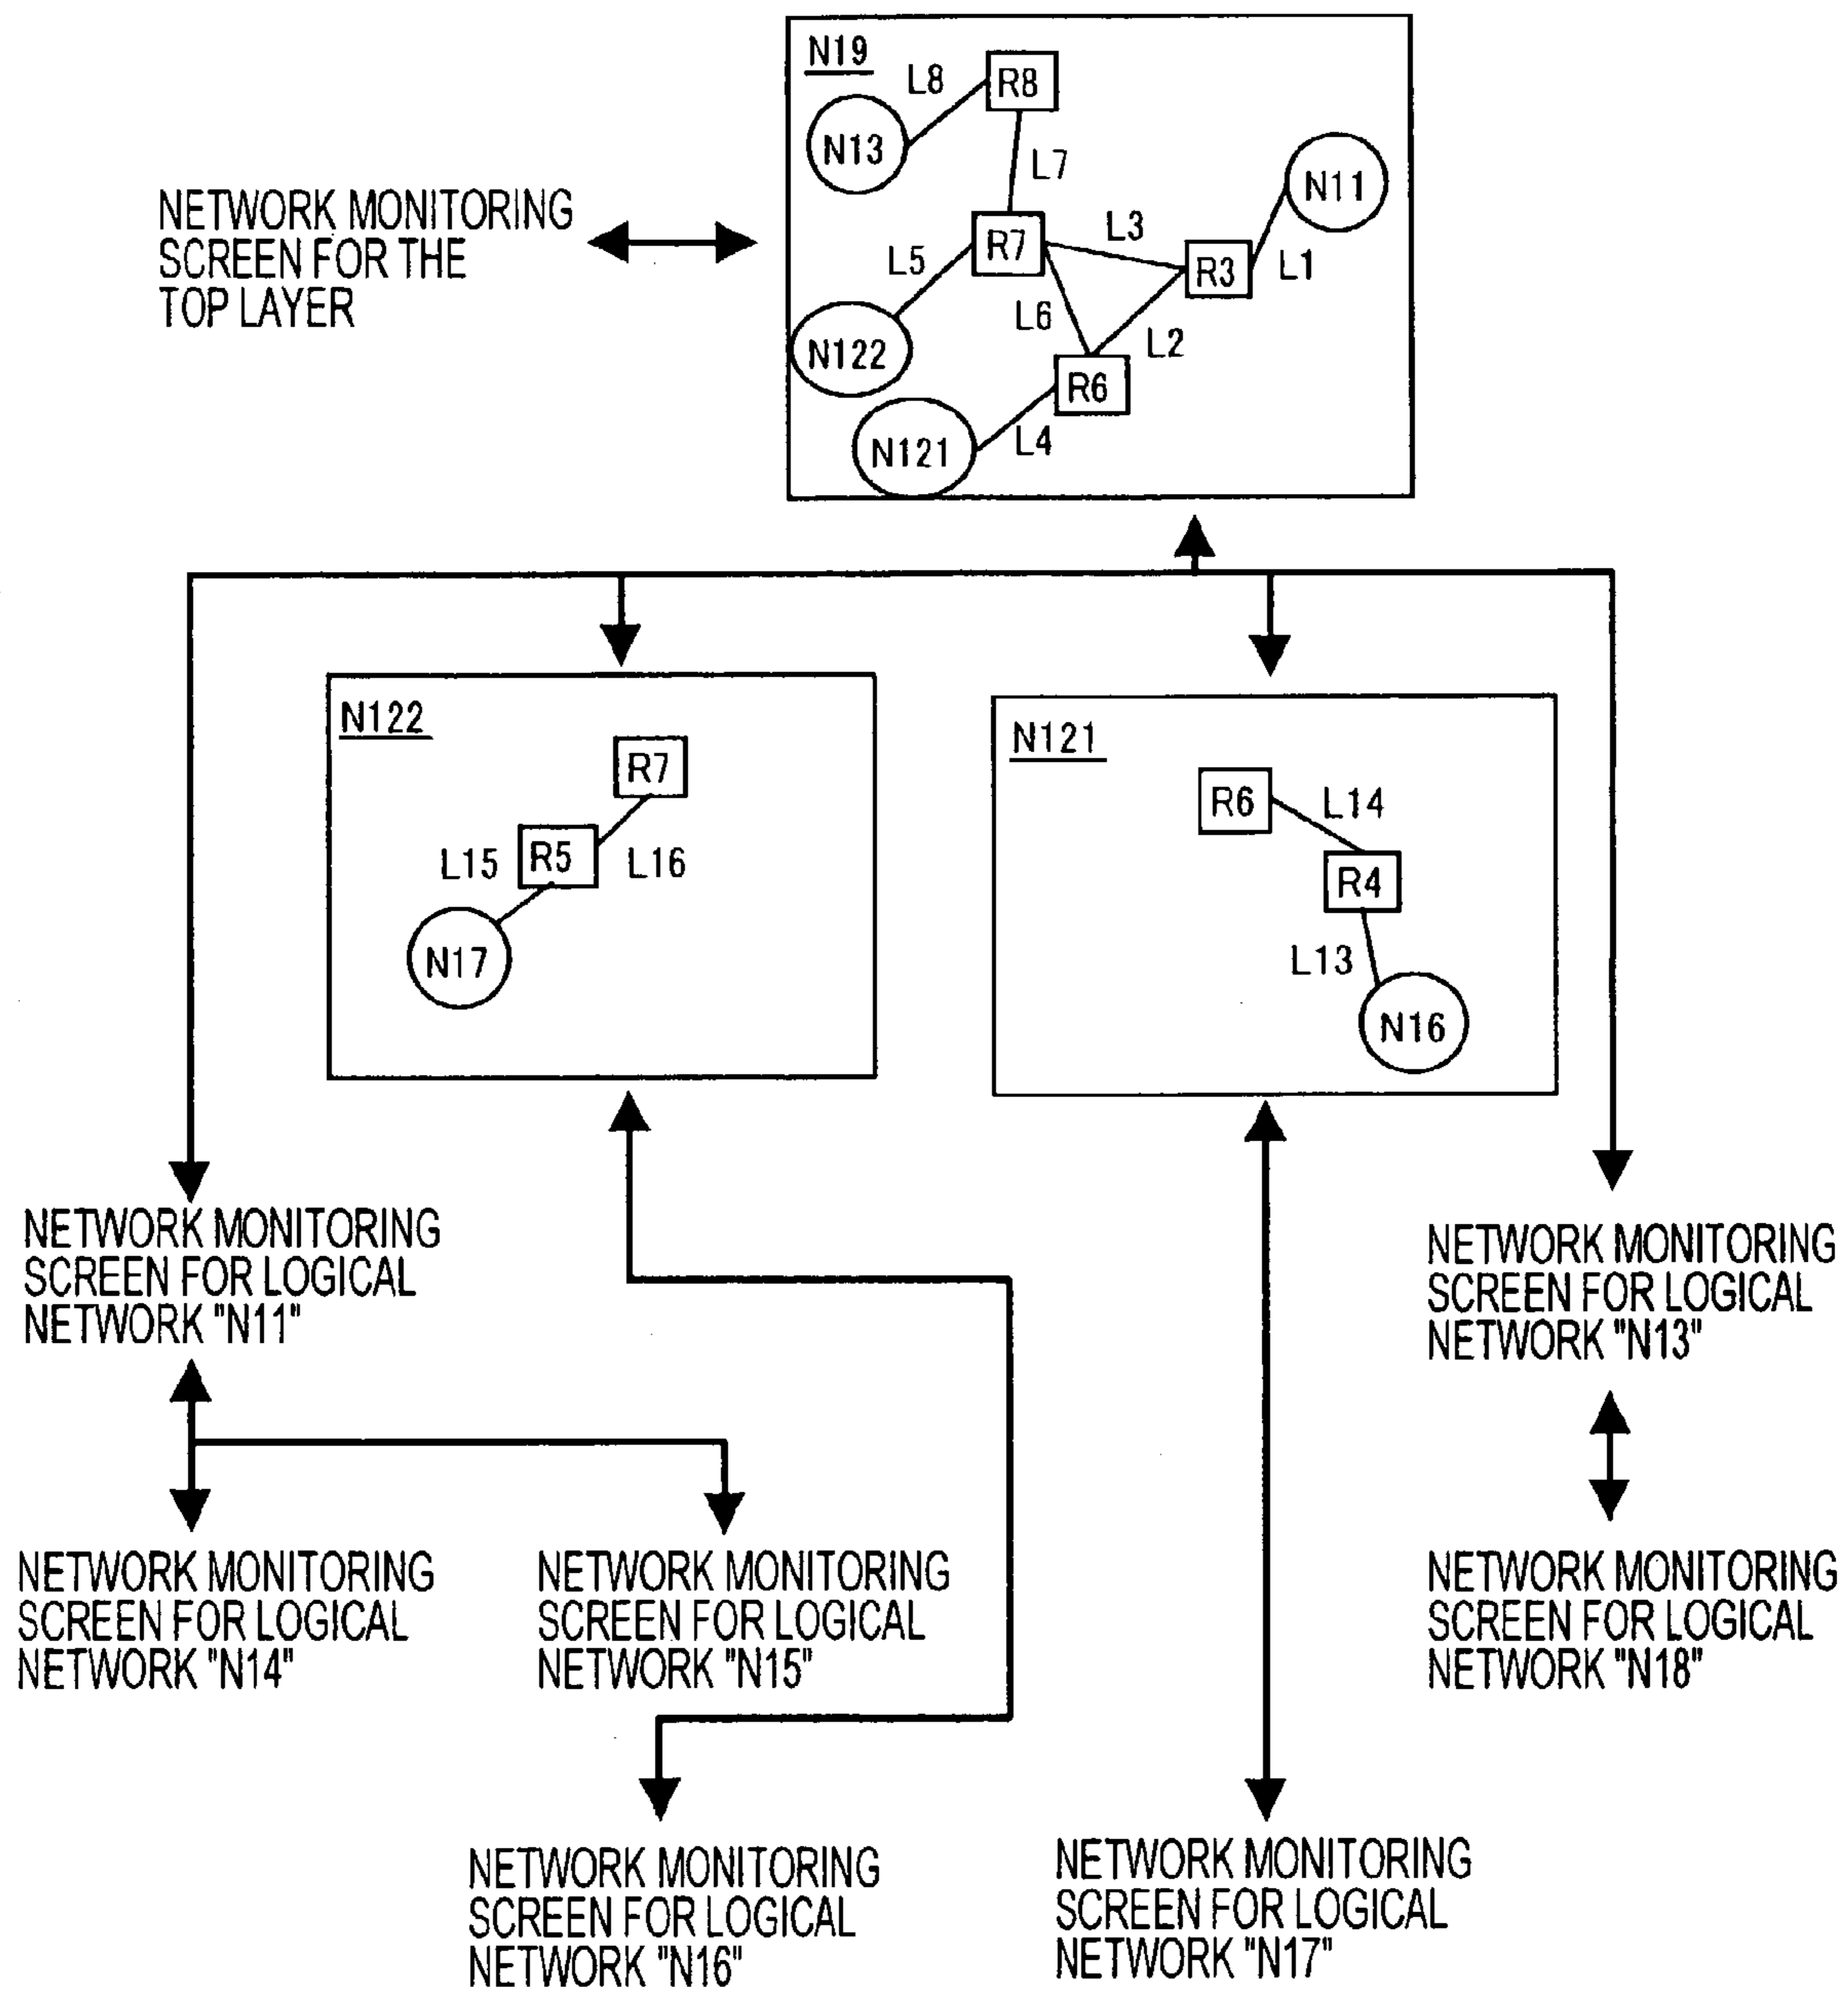 N19
L8
R8
N13
L7
N11
NETWORK MONITORING
SCREEN FOR THE
TOP LAYER
L3
R7
L5
R3
L1
L6
L2
N122
R6
N121
L4
N122
R7
L15
R5
L16
N17
N121
R6
L14
R4
L13
N16
NETWORK MONITORING
SCREEN FOR LOGICAL
NETWORK "N11"
NETWORK MONITORING
SCREEN FOR LOGICAL
NETWORK "N13"
NETWORK MONITORING
SCREEN FOR LOGICAL
NETWORK "N14"
NETWORK MONITORING
SCREEN FOR LOGICAL
NETWORK "N15"
NETWORK MONITORING
SCREEN FOR LOGICAL
NETWORK "N18"
NETWORK MONITORING
SCREEN FOR LOGICAL
NETWORK "N16"
NETWORK MONITORING
SCREEN FOR LOGICAL
NETWORK "N17"